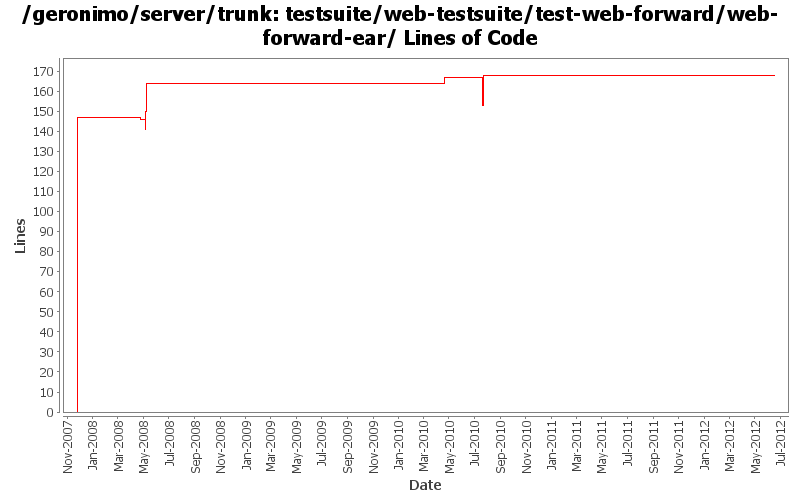 /geronimo/server/trunk: testsuite/web-testsuite/test-web-forward/web-
forward-ear/ Lines of Code
Lines
170
160
150
140
130
120
110
100
90
80
70
60
50
40
30
20
10
0
Nov-2007
Jan-2008
Mar-2008
May-2008
Jul-2008
Sep-2008
Nov-2008
Jan-2009
Mar-2009
May-2009
Jul-2009
Sep-2009
Nov-2009
Jan-2010
Mar-2010
May-2010
Jul-2010
Sep-2010
Nov-2010
Jan-2011
Mar-2011
May-2011
Jul-2011
Sep-2011
Nov-2011
Jan-2012
Mar-2012
May-2012
Jul-2012
Date